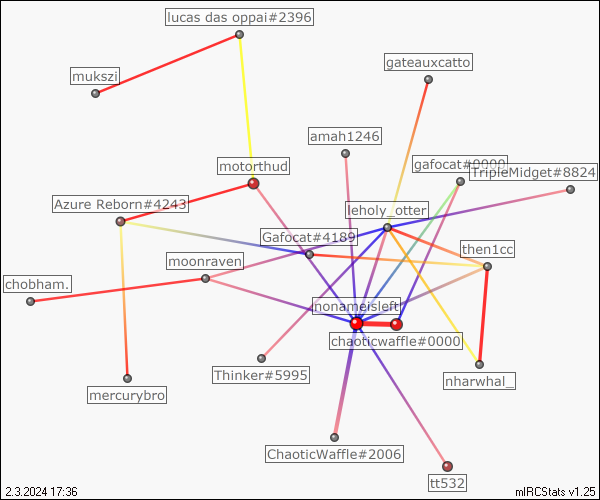 lucas das oppai#2396
mukszi
gateauxcatto
amah1246
motorthud
gafocat#0000
TripleMidget#8824
Azure Reborn#4243
leholy_otter
Gafocat#4189
then1cc
moonraven
chobham.
nonameisleft
chaoticwaffle#0000
Thinker#5995
nharwhal_
mercurybro
ChaoticWaffle#2006
tt532
2.3.2024 17:36
mIRCStats v1.25